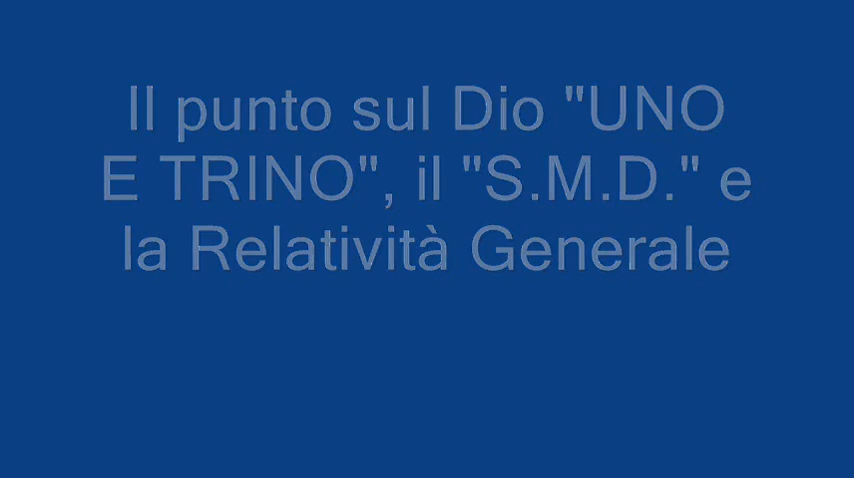 Il punto sul Dio "UNO
E TRINO", il "S.M.D." e
la Relatività Generale